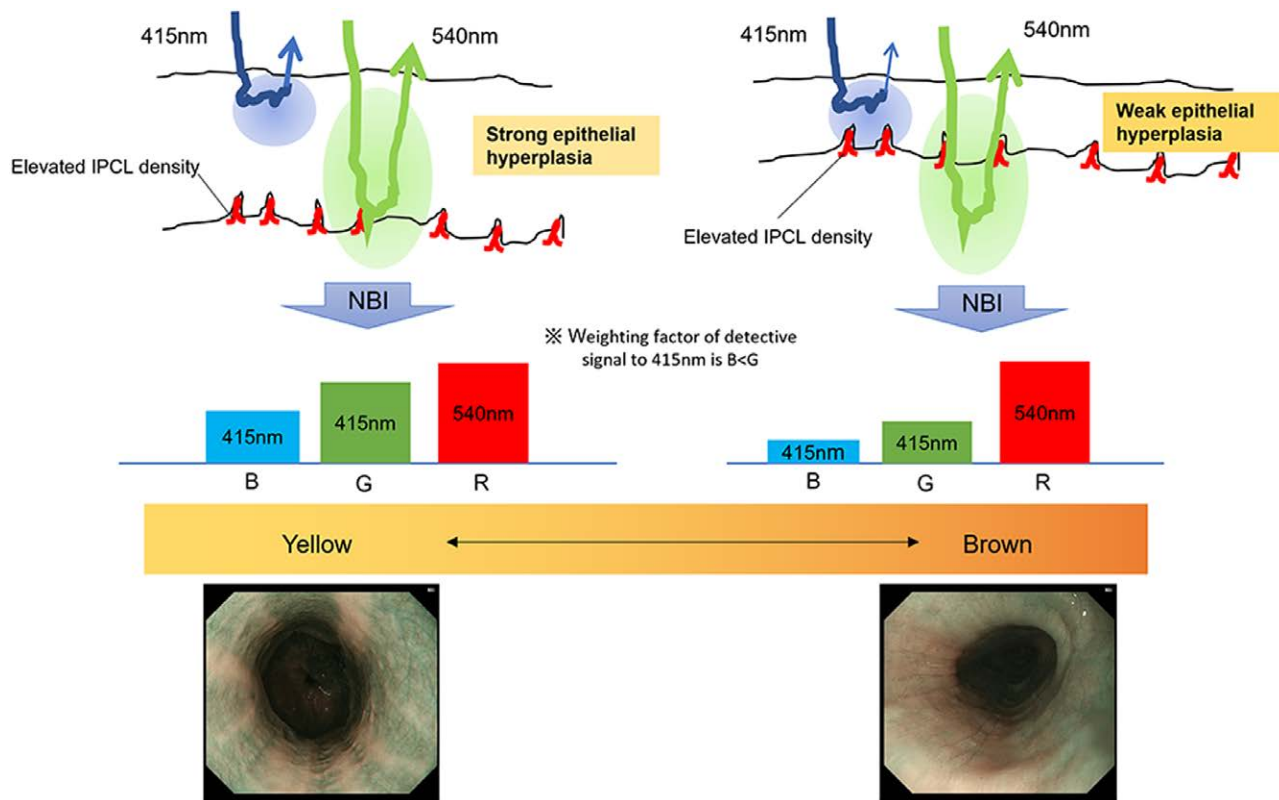 415nm
540nm
Strong epithelial
hyperplasia
Elevated IPCL density
NBI
415nm
540nm
Weak epithelial
hyperplasia
Elevated IPCL density
NBI
※ Weighting factor of detective
signal to 415nm is B<G
415nm
415nm
540nm
B
G
R
415nm
415nm
540nm
B
G
R
Yellow
Brown